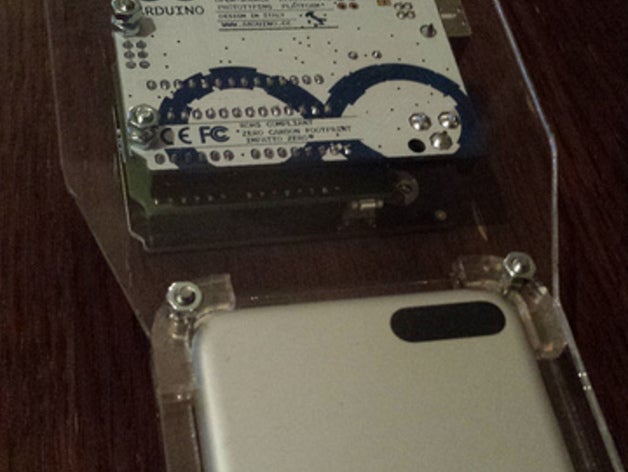 ARDUINO
PROTOTYPING PLATFORM
DESIGN IN ITALY
WWW.ARDUINO.CC
CE FC
ROHS COMPLIANT
ZERO CARBON FOOTPRINT
IMPATTO ZERO®